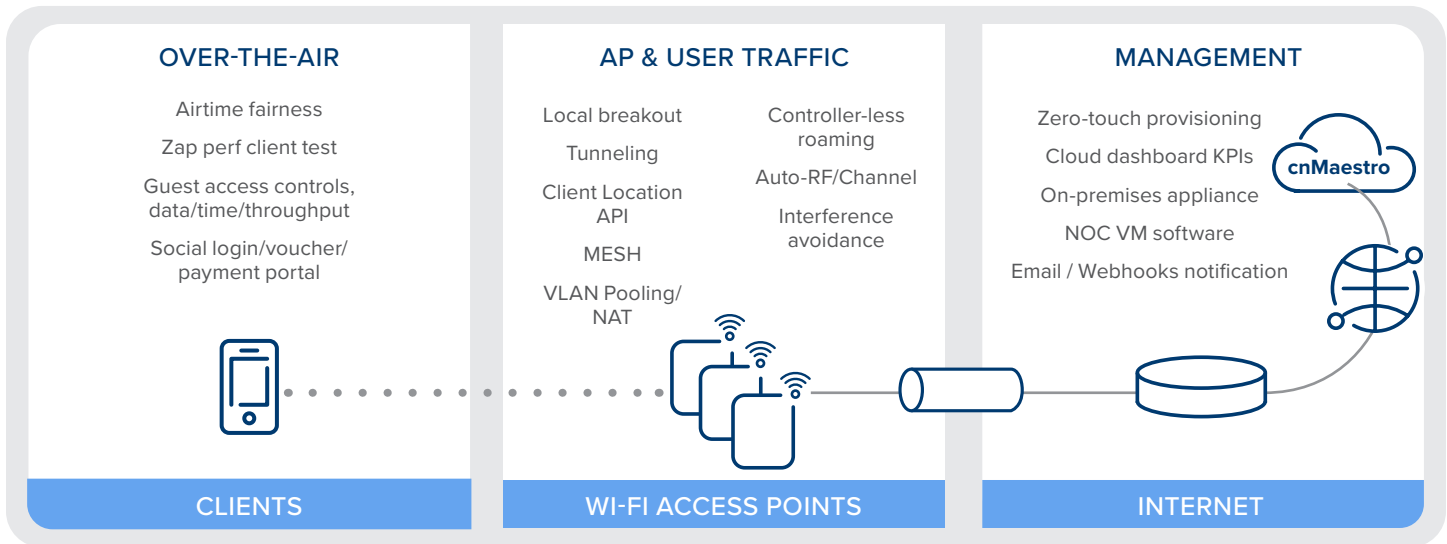 OVER-THE-AIR
Airtime fairness
Zap perf client test
Guest access controls,
data/time/throughput
Social login/voucher/
payment portal
CLIENTS
AP & USER TRAFFIC
Local breakout
Tunneling
Client Location
API
MESH
VLAN Pooling/
NAT
Controller-less
roaming
Auto-RF/Channel
Interference
avoidance
WI-FI ACCESS POINTS
MANAGEMENT
Zero-touch provisioning
Cloud dashboard KPIs
On-premises appliance
NOC VM software
Email / Webhooks notification
cnMaestro
INTERNET